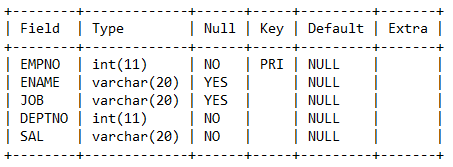 +--------+-------------+------+-----+---------+-------+
| Field | Type | Null | Key | Default | Extra |
+--------+-------------+------+-----+---------+-------+
| EMPNO | int(11) | NO | PRI | NULL | |
| ENAME | varchar(20) | YES | | NULL | |
| JOB | varchar(20) | YES | | NULL | |
| DEPTNO | int(11) | NO | | NULL | |
| SAL | varchar(20) | NO | | NULL | |
+--------+-------------+------+-----+---------+-------+